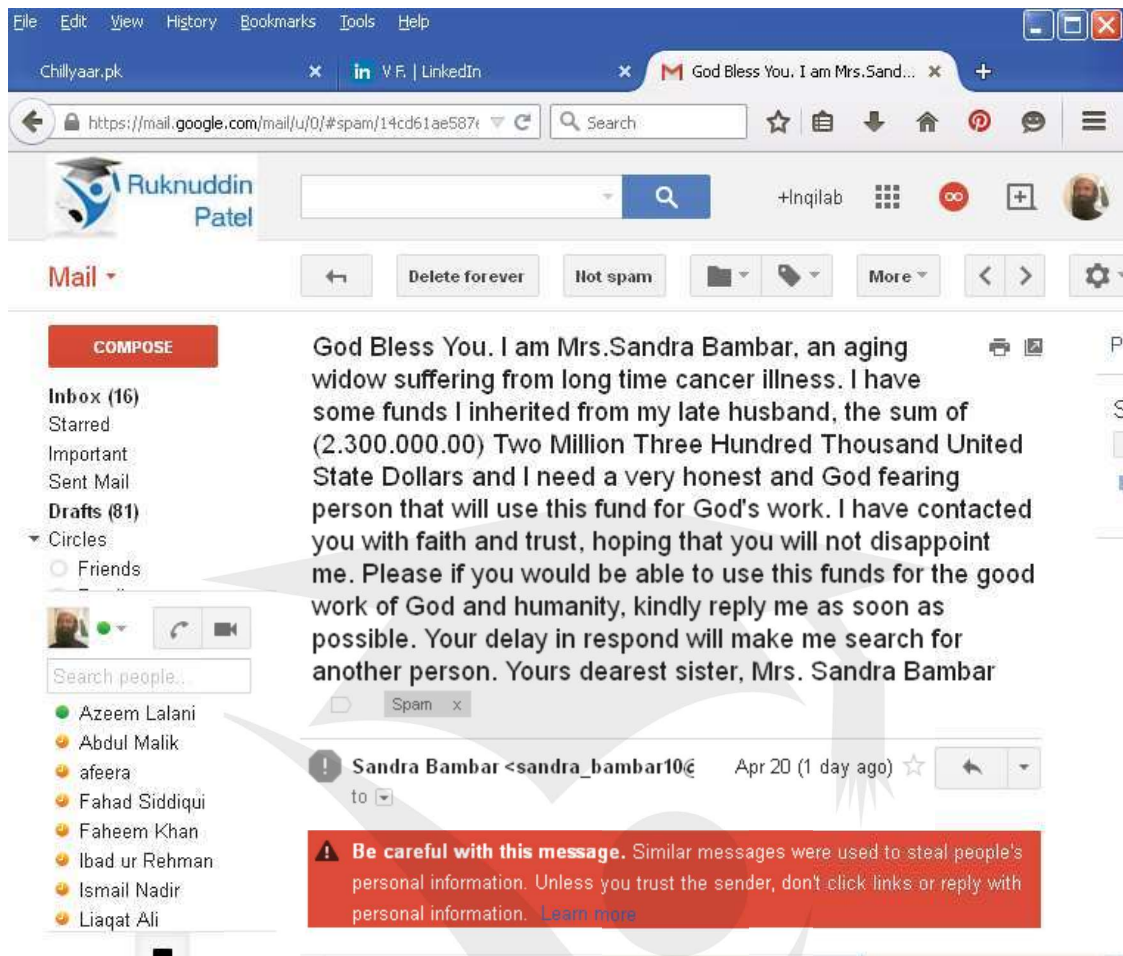 File Edit View History Bookmarks Tools Help
Chillyaar.pk
in V F. | LinkedIn
God Bless You. I am Mrs.Sand...
https://mail.google.com/mail/u/0/#spam/14cd61ae587
Search
Ruknuddin
Patel
+Inqilab
Mail
Delete forever
Not spam
More
COMPOSE
Inbox (16)
Starred
Important
Sent Mail
Drafts (81)
Circles
Friends
Search people...
Azeem Lalani
Abdul Malik
afeera
Fahad Siddiqui
Faheem Khan
Ibad ur Rehman
Ismail Nadir
Liaqat Ali
God Bless You. I am Mrs.Sandra Bambar, an aging
widow suffering from long time cancer illness. I have
some funds I inherited from my late husband, the sum of
(2.300.000.00) Two Million Three Hundred Thousand United
State Dollars and I need a very honest and God fearing
person that will use this fund for God's work. I have contacted
you with faith and trust, hoping that you will not disappoint
me. Please if you would be able to use this funds for the good
work of God and humanity, kindly reply me as soon as
possible. Your delay in respond will make me search for
another person. Yours dearest sister, Mrs. Sandra Bambar
Spam x
Sandra Bambar <sandra_bambar10@ Apr 20 (1 day ago)
to
Be careful with this message. Similar messages were used to steal people's
personal information. Unless you trust the sender, don't click links or reply with
personal information. Learn more